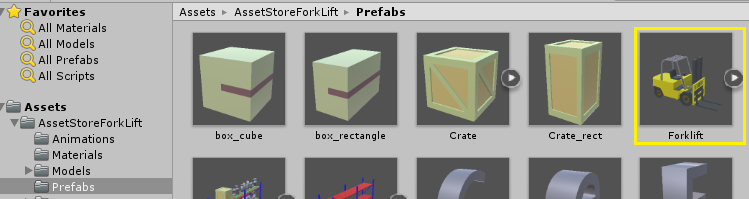 Favorites
All Materials
All Models
All Prefabs
All Scripts
Assets
AssetStoreForkLift
Animations
Materials
Models
Prefabs
Assets ▸ AssetStoreForkLift ▸ Prefabs
box_cube
box_rectangle
Crate
Crate_rect
Forklift